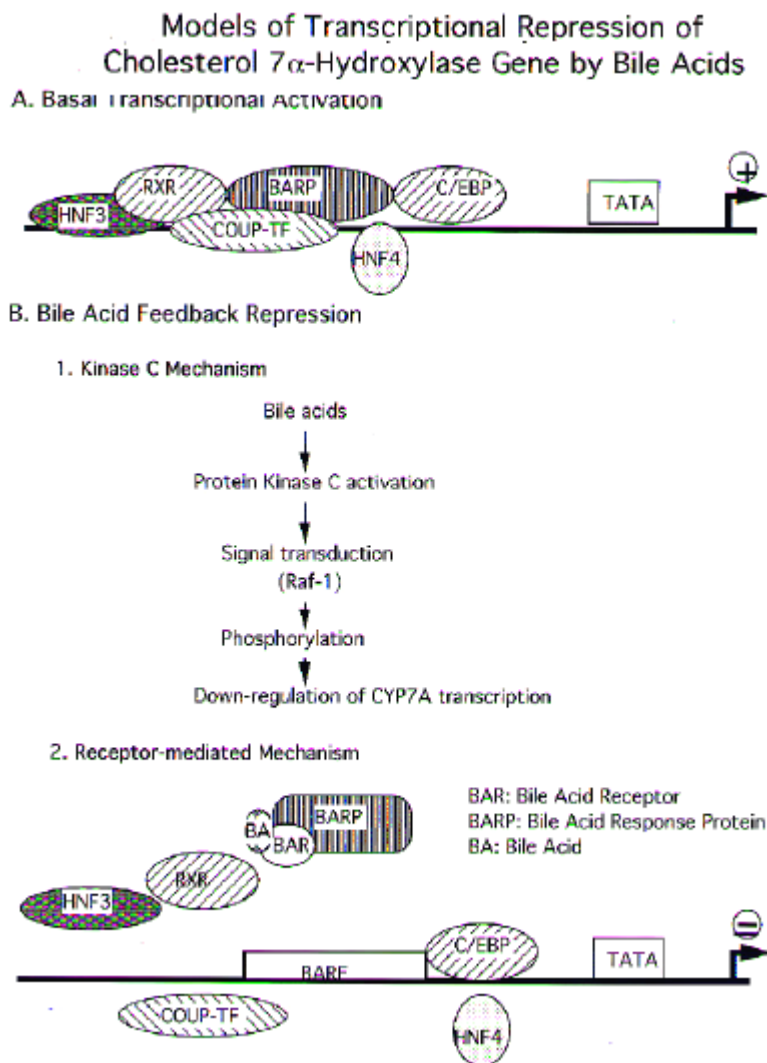 Models of Transcriptional Repression of
Cholesterol 7α-Hydroxylase Gene by Bile Acids
A. Basal Transcriptional Activation
+
RXR
BARP
C/EBP
TATA
HNF3
COUP-TF
HNF4
B. Bile Acid Feedback Repression
1. Kinase C Mechanism
Bile acids
Protein Kinase C activation
Signal transduction
(Raf-1)
Phosphorylation
Down-regulation of CYP7A transcription
2. Receptor-mediated Mechanism
BARP
BA
BAR
BAR: Bile Acid Receptor
BARP: Bile Acid Response Protein
BA: Bile Acid
RXR
HNF3
C/EBP
TATA
−
BARE
COUP-TF
HNF4